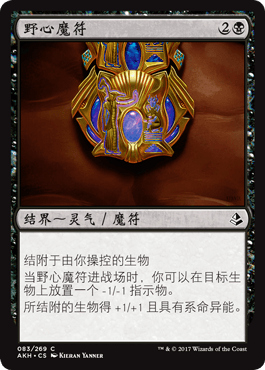 野心魔符 2
结界～灵气／魔符
结附于由你操控的生物
当野心魔符进战场时，你可以在目标生
物上放置一个 -1/-1 指示物。
所结附的生物得 +1/+1 且具有系命异能。
083/269 C
AKH • CS KIERAN YANNER
™ & © 2017 Wizards of the Coast